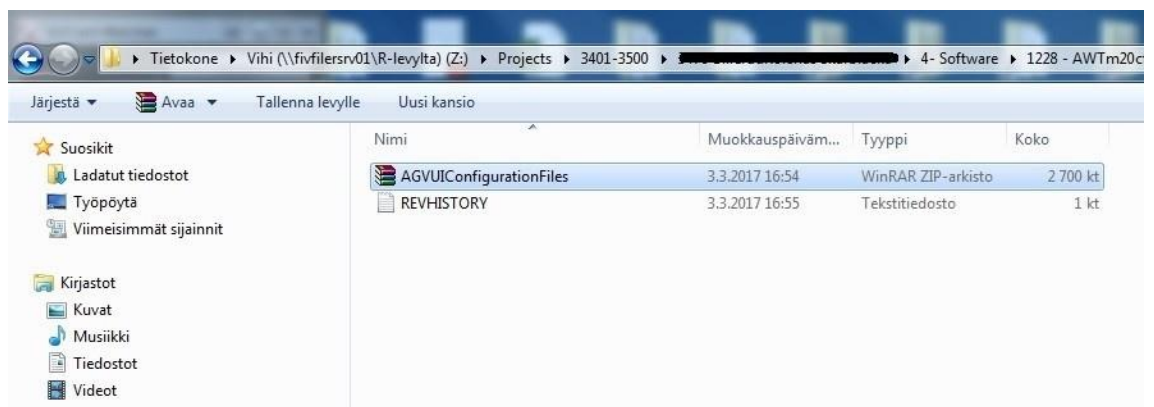 Tietokone Vihi (\\fivfilersrv01\R-levylta) (Z:) Projects 3401-3500 4- Software 1228 - AWTm20c
Järjestä Avaa Tallenna levylle Uusi kansio
Suosikit
Ladatut tiedostot
Työpöytä
Viimeisimmät sijainnit
Kirjastot
Kuvat
Musiikki
Tiedostot
Videot
Nimi Muokkauspäiväm... Tyyppi Koko
AGVUIConfigurationFiles 3.3.2017 16:54 WinRAR ZIP-arkisto 2 700 kt
REVHISTORY 3.3.2017 16:55 Tekstitiedosto 1 kt